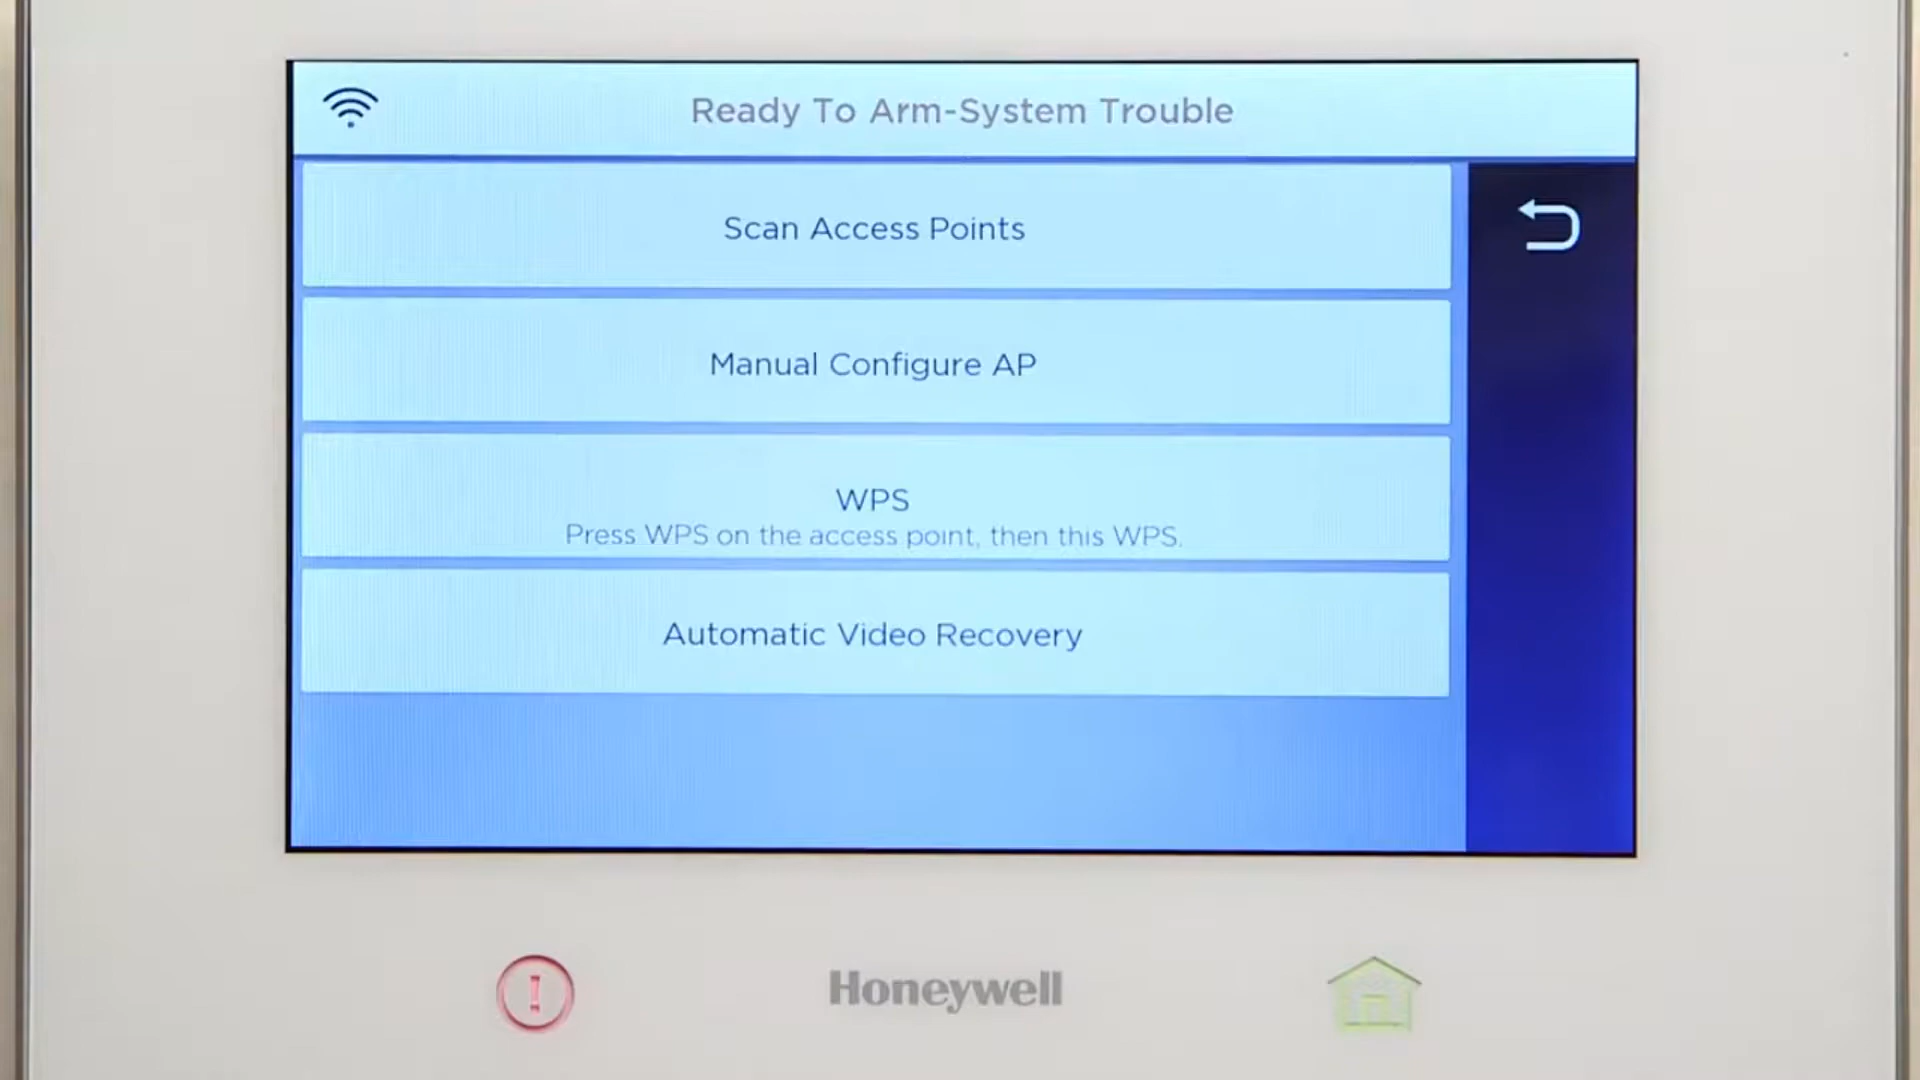 Ready To Arm-System Trouble
Scan Access Points
Manual Configure AP
WPS
Press WPS on the access point, then this WPS.
Automatic Video Recovery
Honeywell